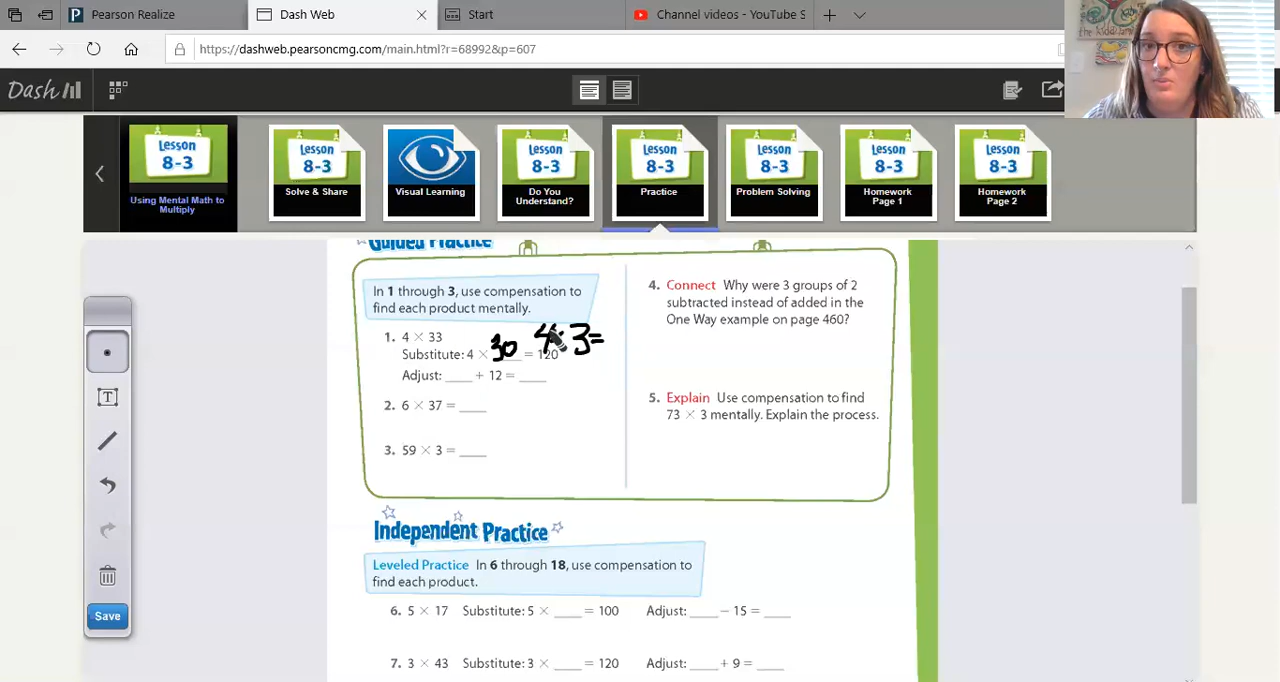 Pearson Realize
Dash Web
Start
Channel videos - YouTube S
https://dashweb.pearsoncmg.com/main.html?r=68992&p=607
Dash
Lesson 8-3
Using Mental Math to Multiply
Lesson 8-3
Solve & Share
Visual Learning
Lesson 8-3
Do You Understand?
Lesson 8-3
Practice
Lesson 8-3
Problem Solving
Lesson 8-3
Homework Page 1
Lesson 8-3
Homework Page 2
Guided Practice
In 1 through 3, use compensation to
find each product mentally.
1. 4 × 33
4 · 3 =
Substitute: 4 × 30 = 120
Adjust: ___ + 12 = ___
2. 6 × 37 = ___
3. 59 × 3 = ___
4. Connect Why were 3 groups of 2
subtracted instead of added in the
One Way example on page 460?
5. Explain Use compensation to find
73 × 3 mentally. Explain the process.
Independent Practice
Leveled Practice In 6 through 18, use compensation to
find each product.
6. 5 × 17 Substitute: 5 × ___ = 100 Adjust: ___ − 15 = ___
7. 3 × 43 Substitute: 3 × ___ = 120 Adjust: ___ + 9 = ___
T
Save